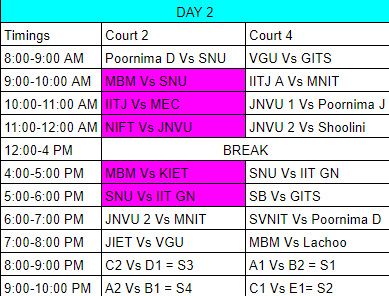 DAY 2
Timings Court 2 Court 4
8:00-9:00 AM Poornima D Vs SNU VGU Vs GITS
9:00-10:00 AM MBM Vs SNU IITJ A Vs MNIT
10:00-11:00 AM IITJ Vs MEC JNVU 1 Vs Poornima J
11:00-12:00 AM NIFT Vs JNVU JNVU 2 Vs Shoolini
12:00-4 PM BREAK
4:00-5:00 PM MBM Vs KIET SNU Vs IIT GN
5:00-6:00 PM SNU Vs IIT GN SB Vs GITS
6:00-7:00 PM JNVU 2 Vs MNIT SVNIT Vs Poornima D
7:00-8:00 PM JIET Vs VGU MBM Vs Lachoo
8:00-9:00 PM C2 Vs D1 = S3 A1 Vs B2 = S1
9:00-10:00 PM A2 Vs B1 = S4 C1 Vs E1= S2